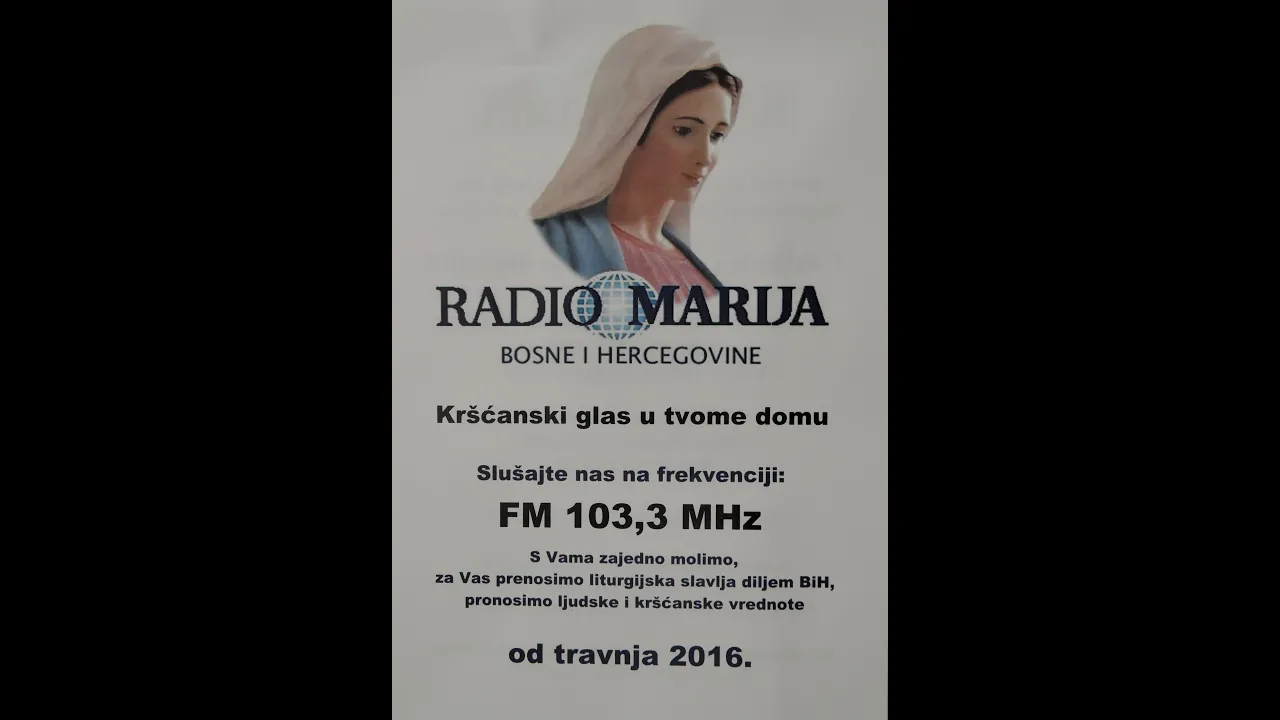 RADIO MARIJA
BOSNE I HERCEGOVINE
Kršćanski glas u tvome domu
Slušajte nas na frekvenciji:
FM 103,3 MHz
S Vama zajedno molimo,
za Vas prenosimo liturgijska slavlja diljem BiH,
pronosimo ljudske i kršćanske vrednote
od travnja 2016.